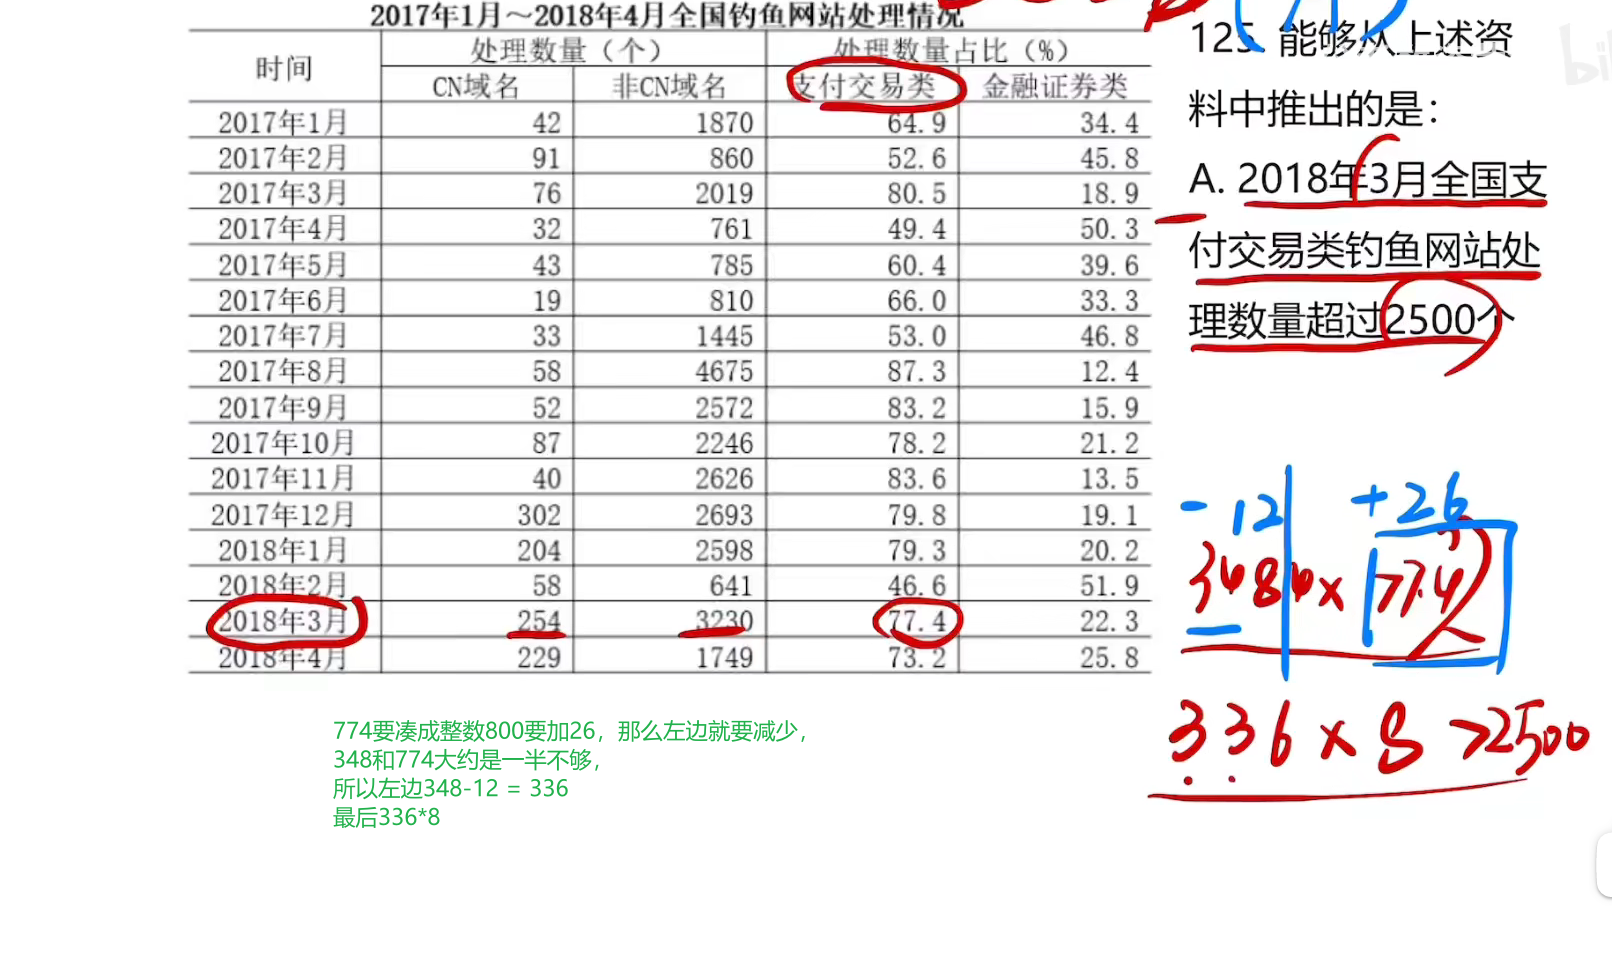 2017年1月～2018年4月全国钓鱼网站处理情况
时间 处理数量（个） 处理数量占比（%）
CN域名 非CN域名 支付交易类 金融证券类
2017年1月 42 1870 64.9 34.4
2017年2月 91 860 52.6 45.8
2017年3月 76 2019 80.5 18.9
2017年4月 32 761 49.4 50.3
2017年5月 43 785 60.4 39.6
2017年6月 19 810 66.0 33.3
2017年7月 33 1445 53.0 46.8
2017年8月 58 4675 87.3 12.4
2017年9月 52 2572 83.2 15.9
2017年10月 87 2246 78.2 21.2
2017年11月 40 2626 83.6 13.5
2017年12月 302 2693 79.8 19.1
2018年1月 204 2598 79.3 20.2
2018年2月 58 641 46.6 51.9
2018年3月 254 3230 77.4 22.3
2018年4月 229 1749 73.2 25.8
125. 能够从上述资
料中推出的是：
A. 2018年3月全国支
付交易类钓鱼网站处
理数量超过2500个
-12 +26
3484×77.4
336×8>2500
774要凑成整数800要加26，那么左边就要减少，
348和774大约是一半不够，
所以左边348-12 = 336
最后336*8